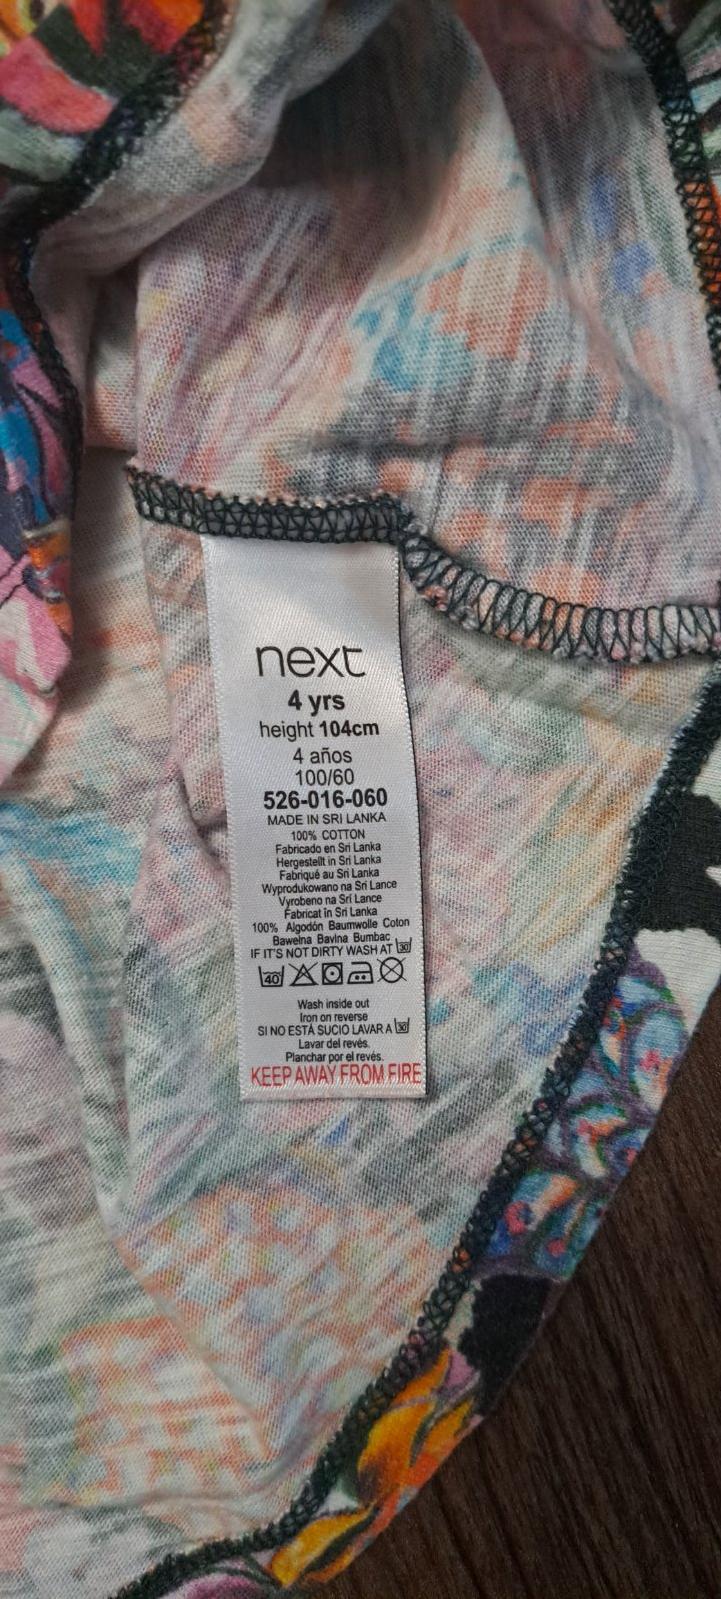 next
4 yrs
height 104cm
4 años
100/60
526-016-060
MADE IN SRI LANKA
100% COTTON
Fabricado en Sri Lanka
Hergestellt in Sri Lanka
Fabriqué au Sri Lanka
Wyprodukowano na Sri Lance
Vyrobeno na Sri Lance
Fabricat în Sri Lanka
100% Algodón Baumwolle Coton
Bawełna Bavlna Bumbac
IF IT'S NOT DIRTY WASH AT 30
40
Wash inside out
Iron on reverse
SI NO ESTÁ SUCIO LAVAR A 30
Lavar del revés.
Planchar por el revés.
KEEP AWAY FROM FIRE